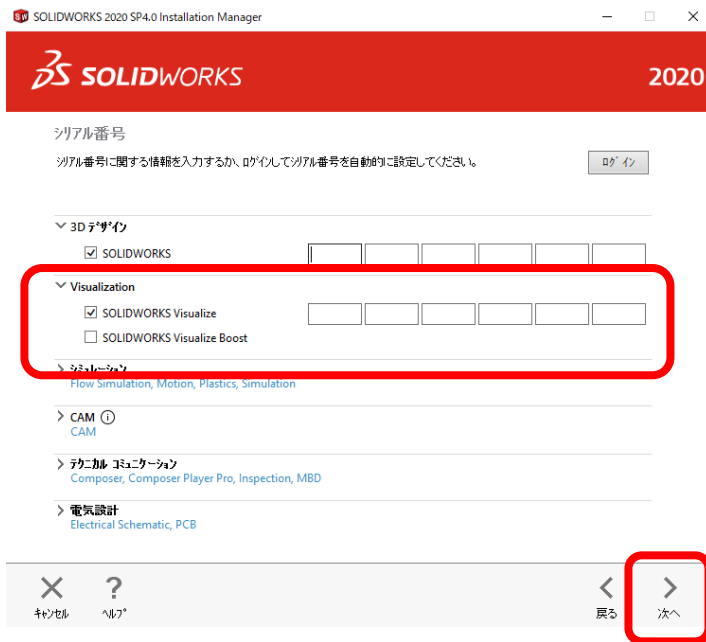 SOLIDWORKS 2020 SP4.0 Installation Manager
SOLIDWORKS 2020
シリアル番号
シリアル番号に関する情報を入力するか、ログインしてシリアル番号を自動的に設定してください。
ログイン
3D デザイン
SOLIDWORKS
Visualization
SOLIDWORKS Visualize
SOLIDWORKS Visualize Boost
シミュレーション
Flow Simulation, Motion, Plastics, Simulation
CAM
CAM
テクニカル コミュニケーション
Composer, Composer Player Pro, Inspection, MBD
電気設計
Electrical Schematic, PCB
キャンセル ヘルプ 戻る 次へ